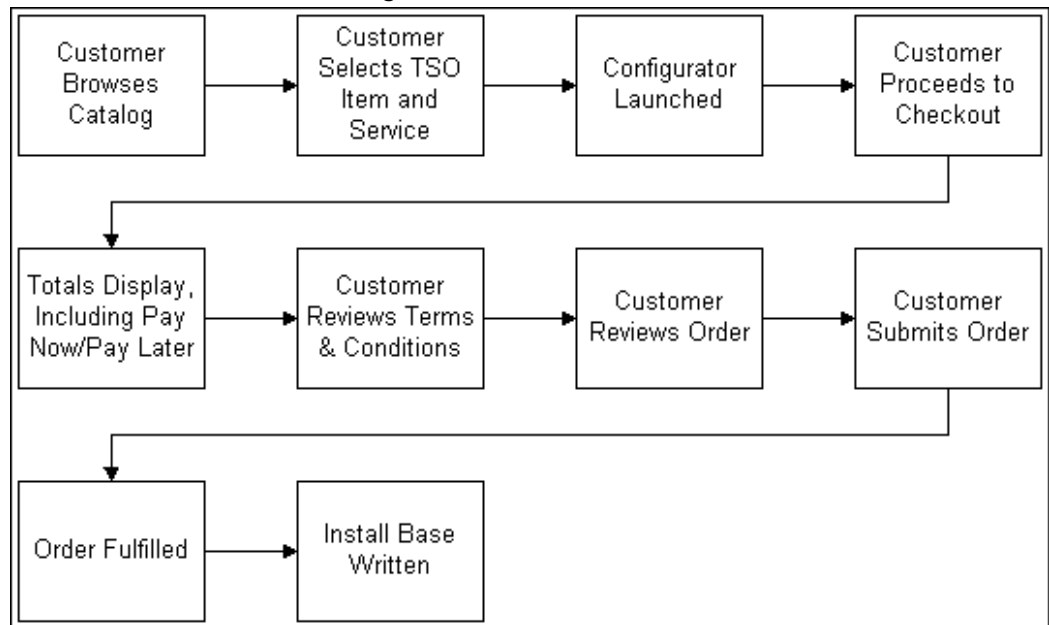 Customer
Browses
Catalog
Customer
Selects TSO
Item and
Service
Configurator
Launched
Customer
Proceeds to
Checkout
Totals Display,
Including Pay
Now/Pay Later
Customer
Reviews Terms
& Conditions
Customer
Reviews Order
Customer
Submits Order
Order Fulfilled
Install Base
Written